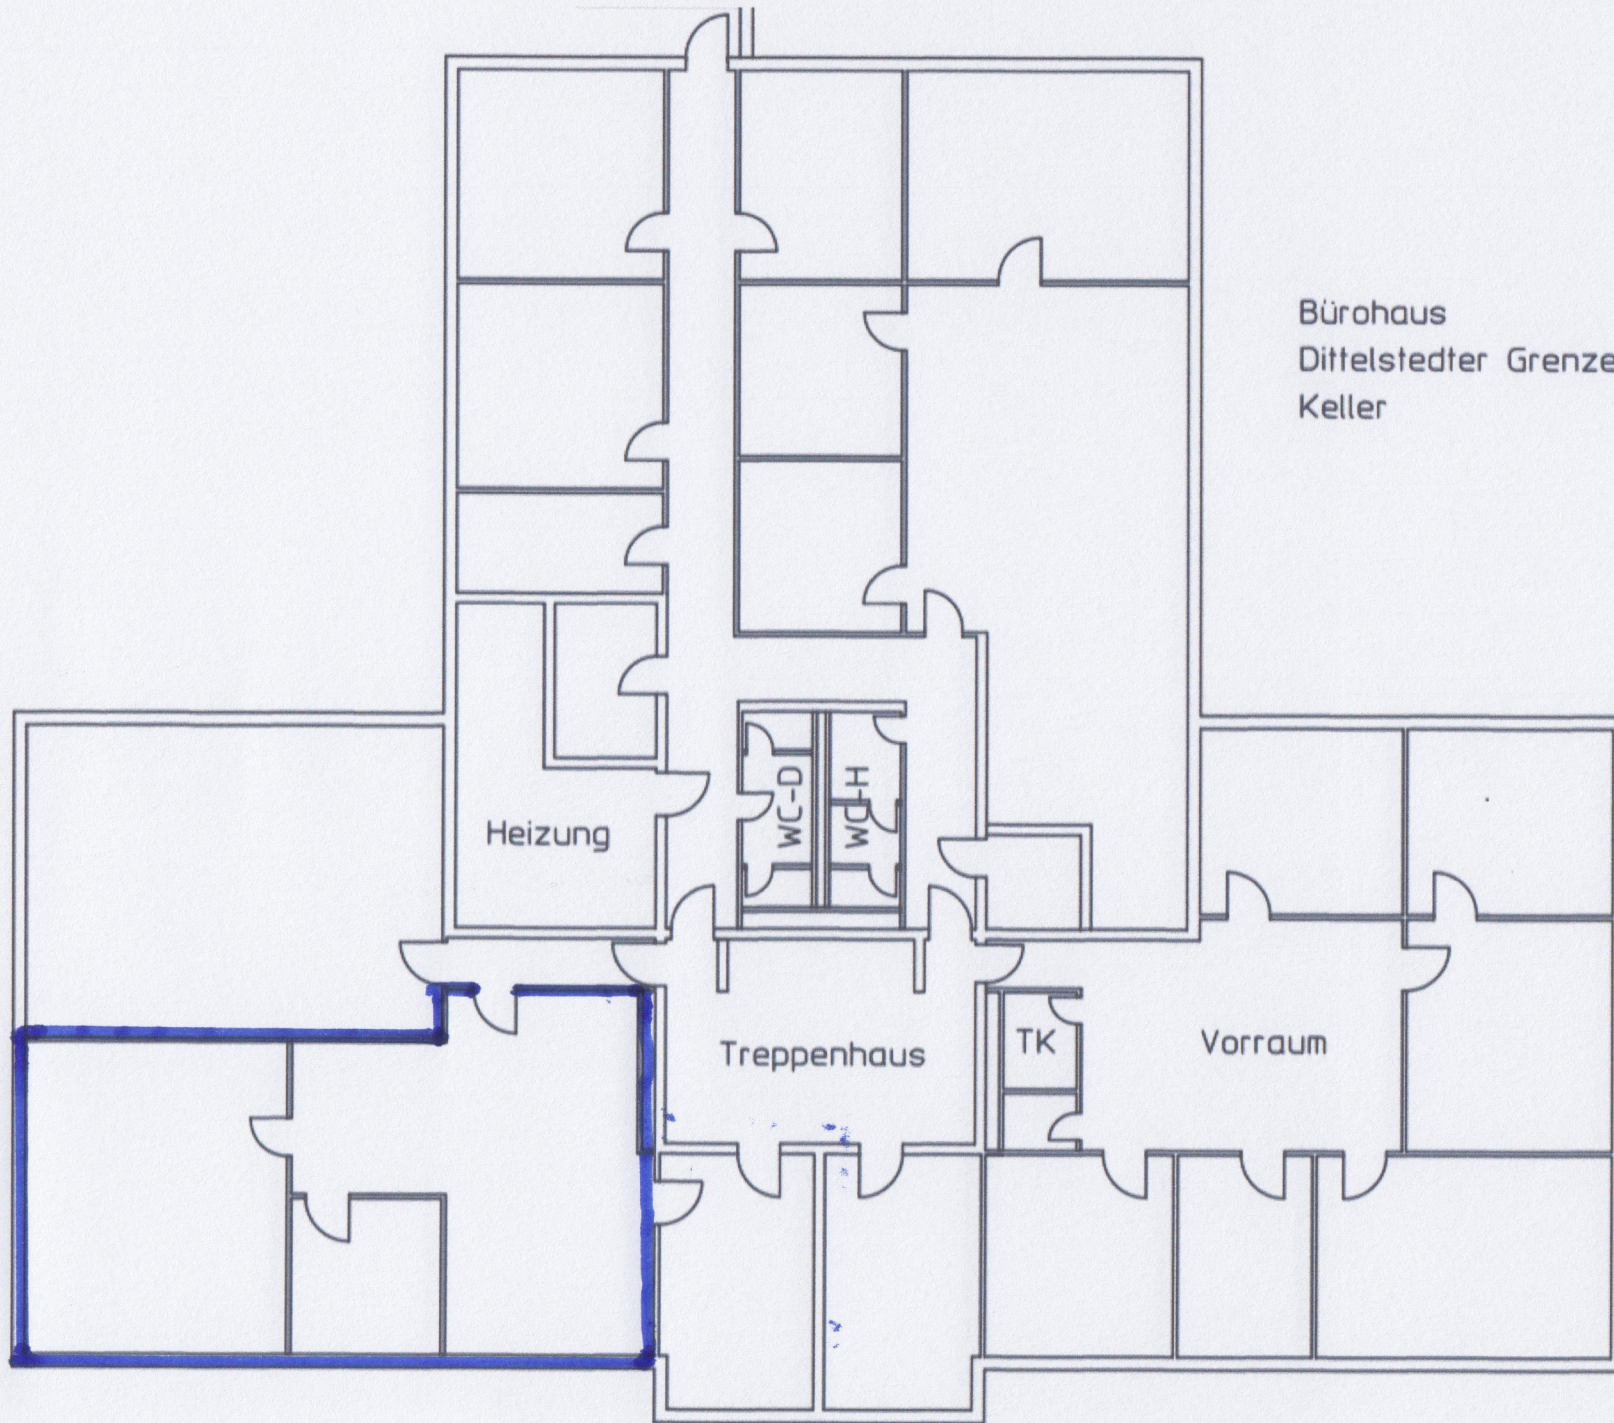 Bürohaus
Dittelstedter Grenze
Keller
Heizung
WC-D
WC-H
Treppenhaus
TK
Vorraum